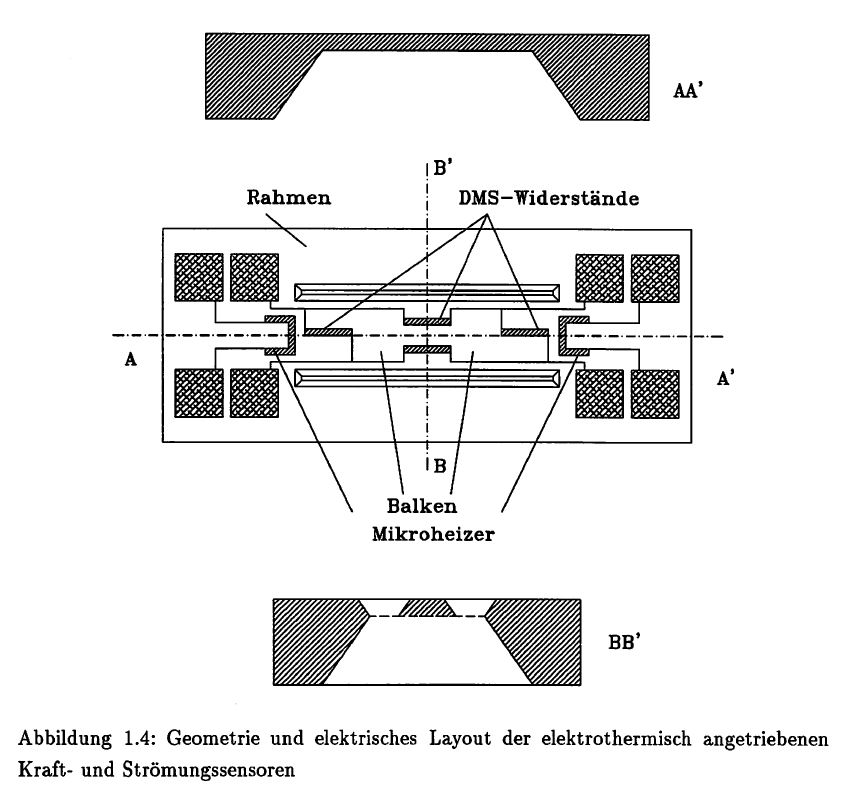 AA'
B'
Rahmen
DMS-Widerstände
A
A'
B
Balken
Mikroheizer
BB'
Abbildung 1.4: Geometrie und elektrisches Layout der elektrothermisch angetriebenen
Kraft- und Strömungssensoren